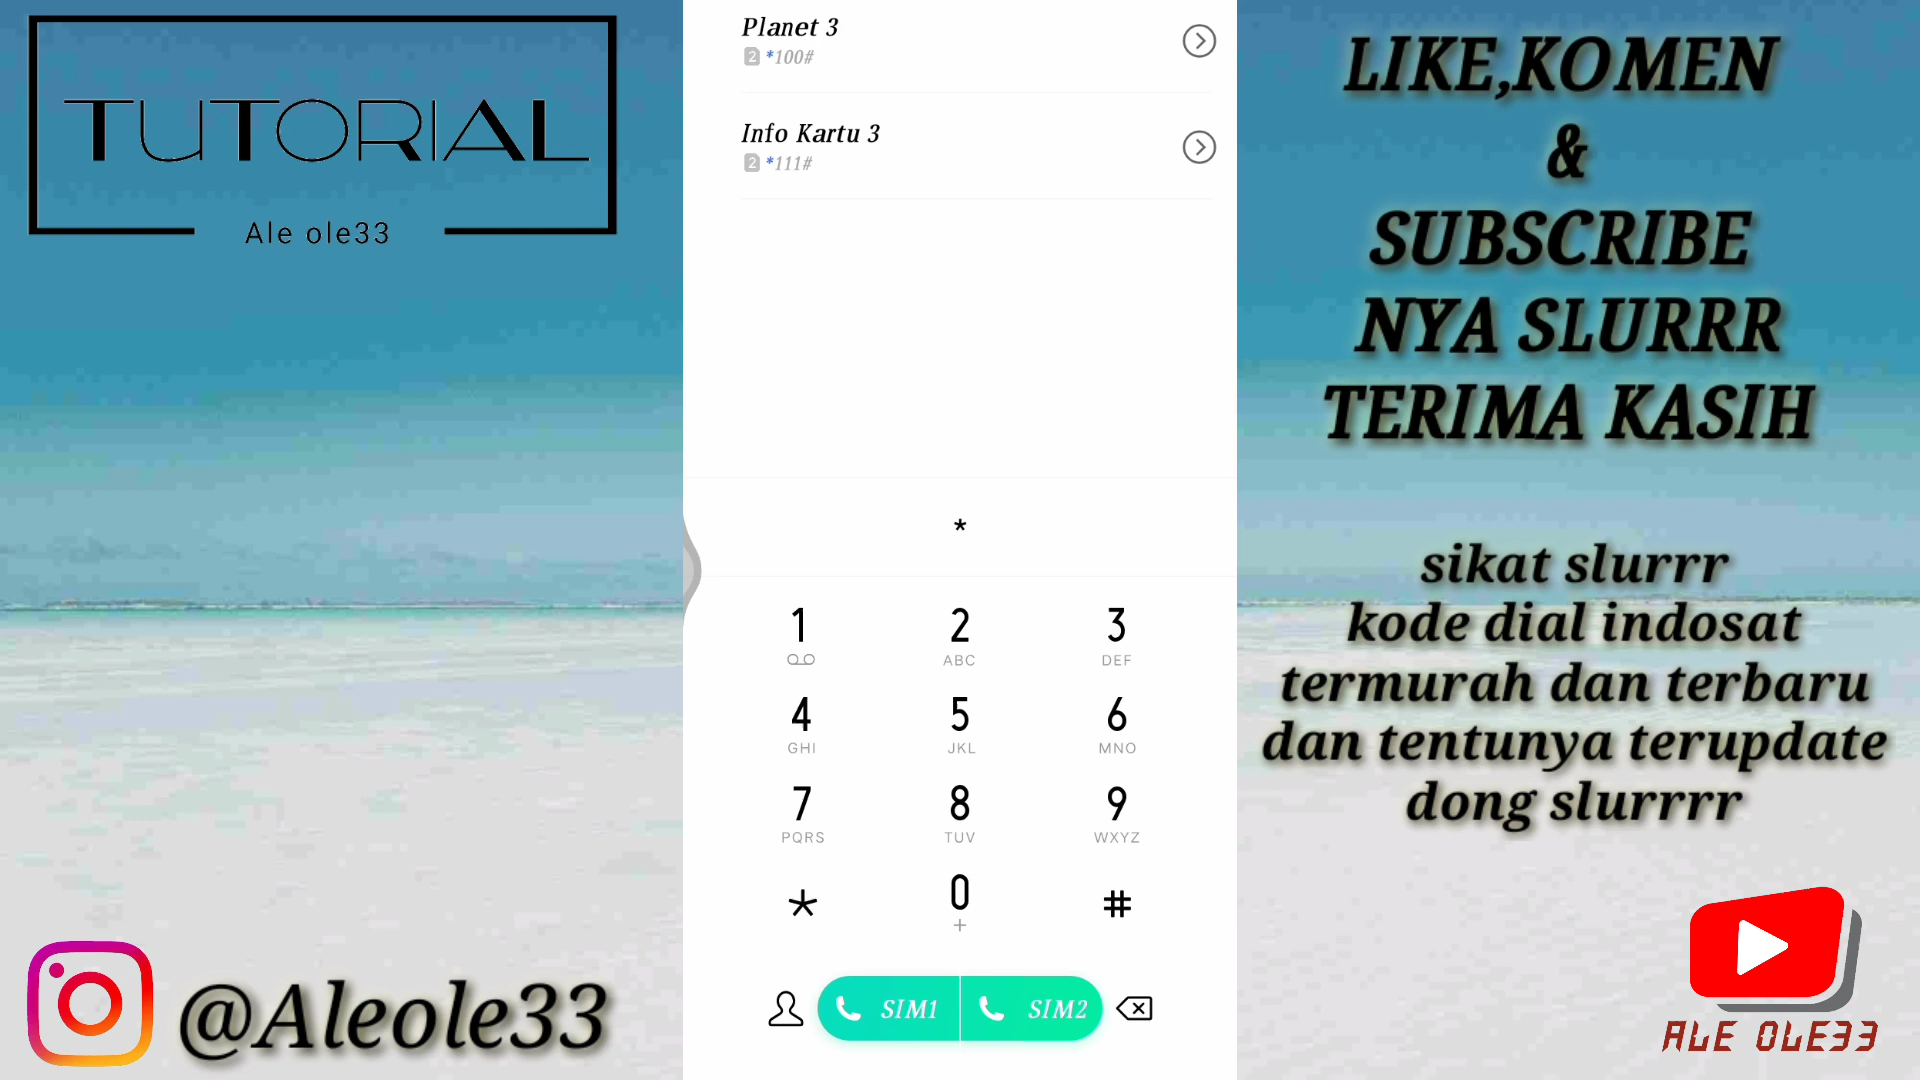 TUTORIAL
Ale ole33
@Aleole33
Planet 3
2 *100#
Info Kartu 3
2 *111#
*
1 2 3
ABC DEF
4 5 6
GHI JKL MNO
7 8 9
PQRS TUV WXYZ
* 0 #
+
SIM1 SIM2
LIKE,KOMEN
&
SUBSCRIBE
NYA SLURRR
TERIMA KASIH
sikat slurrr
kode dial indosat
termurah dan terbaru
dan tentunya terupdate
dong slurrrr
ALE OLE33